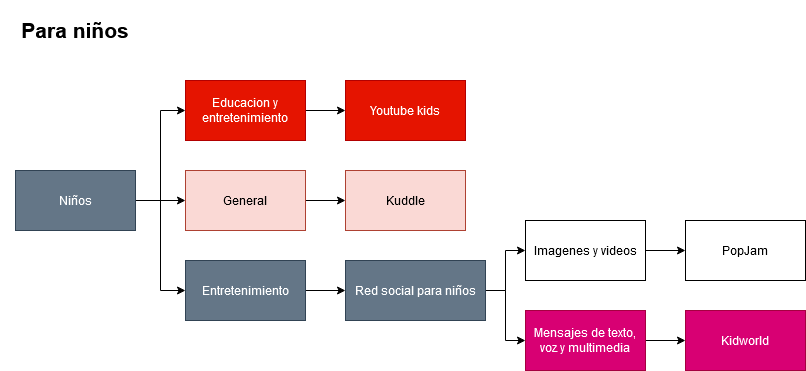 Para niños
Educacion y
entretenimiento
Youtube kids
Niños
General
Kuddle
Entretenimiento
Red social para niños
Imagenes y videos
PopJam
Mensajes de texto,
voz y multimedia
Kidworld